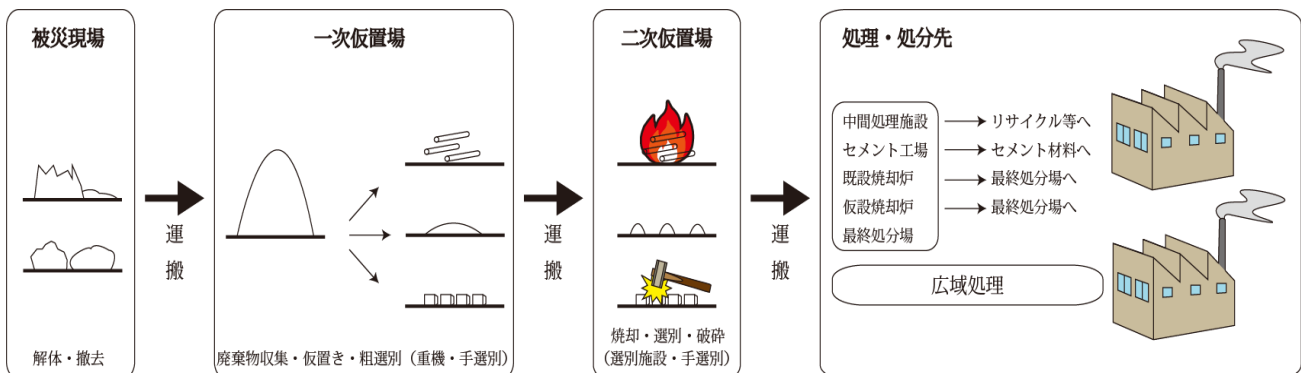 被災現場
解体・撤去
運搬
一次仮置場
廃棄物収集・仮置き・粗選別（重機・手選別）
運搬
二次仮置場
焼却・選別・破砕
（選別施設・手選別）
運搬
処理・処分先
中間処理施設 → リサイクル等へ
セメント工場 → セメント材料へ
既設焼却炉 → 最終処分場へ
仮設焼却炉 → 最終処分場へ
最終処分場
広域処理